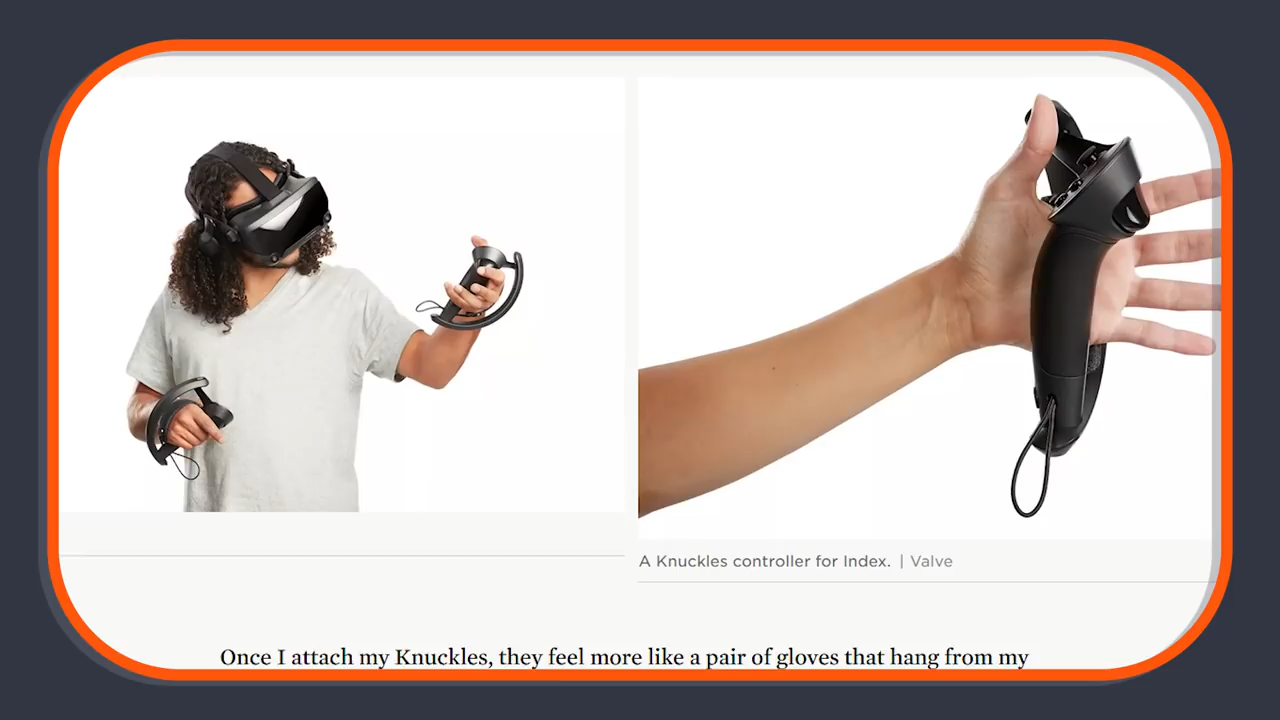 A Knuckles controller for Index. | Valve
Once I attach my Knuckles, they feel more like a pair of gloves that hang from my